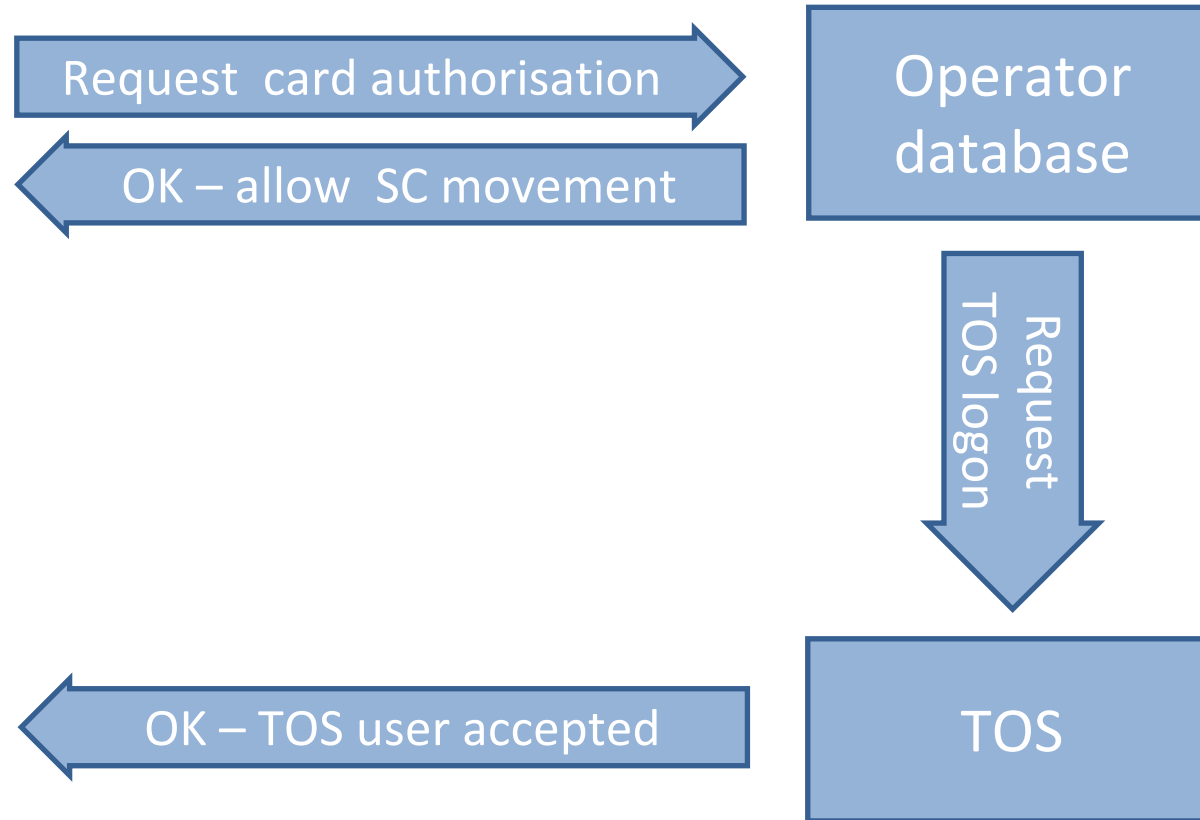 Request  card authorisation
Operator
database
OK – allow  SC movement
Request
TOS logon
OK – TOS user accepted
TOS